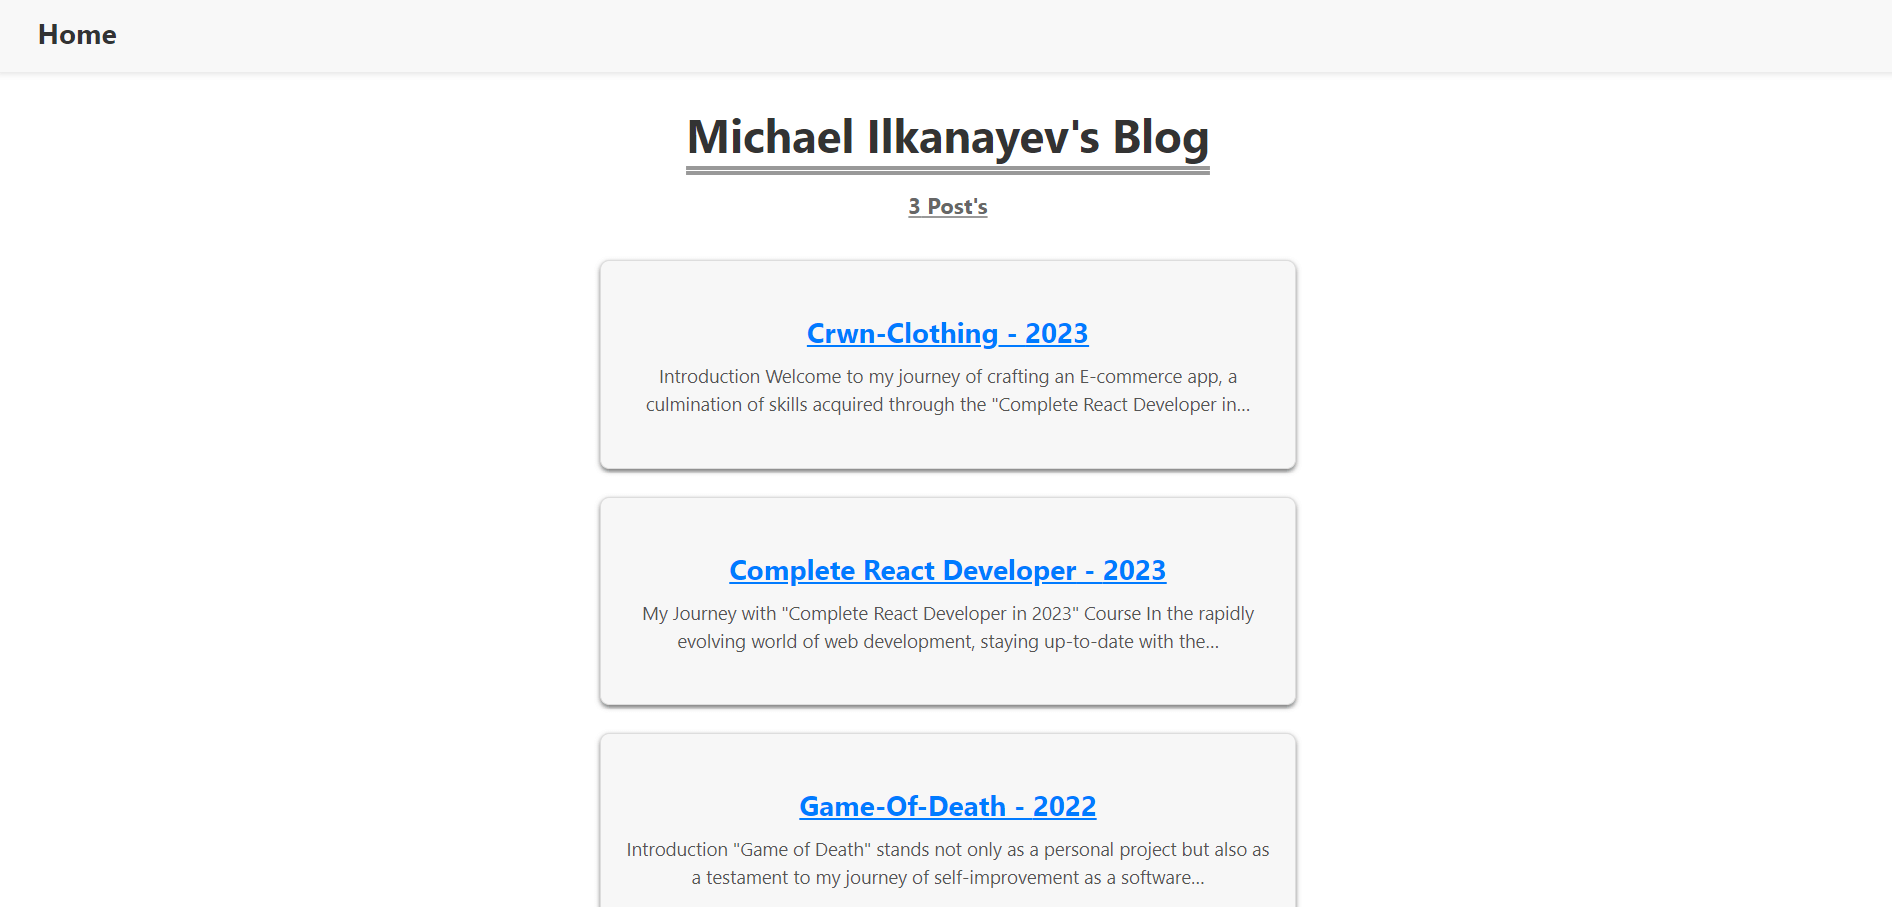 Home
Michael Ilkanayev's Blog
3 Post's
Crwn-Clothing - 2023
Introduction Welcome to my journey of crafting an E-commerce app, a
culmination of skills acquired through the "Complete React Developer in...
Complete React Developer - 2023
My Journey with "Complete React Developer in 2023" Course In the rapidly
evolving world of web development, staying up-to-date with the...
Game-Of-Death - 2022
Introduction "Game of Death" stands not only as a personal project but also as
a testament to my journey of self-improvement as a software...